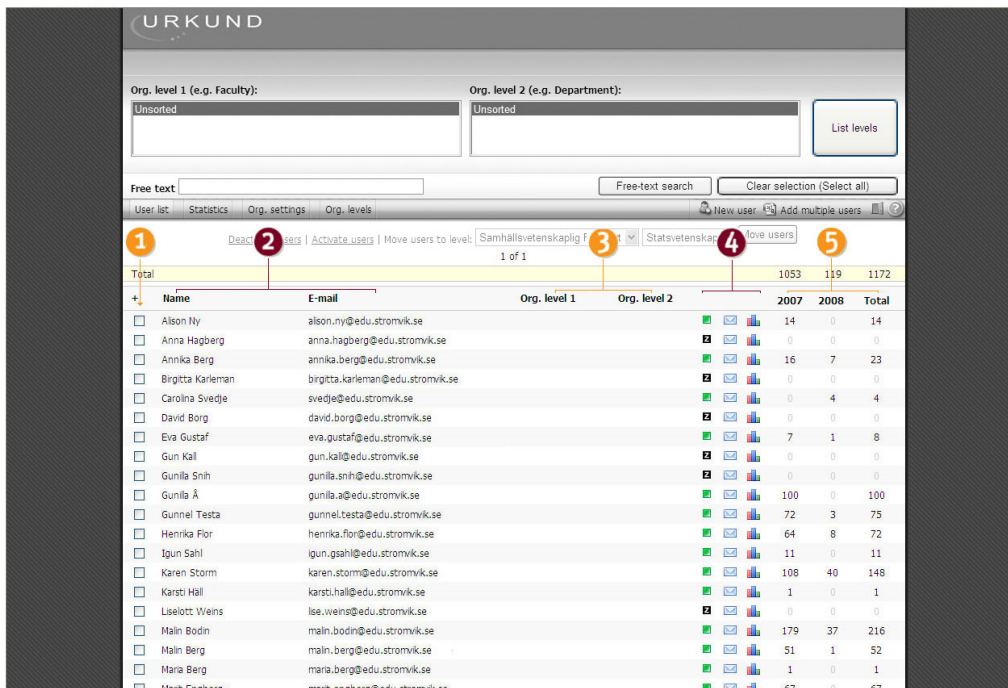 URKUND
Org. level 1 (e.g. Faculty): Org. level 2 (e.g. Department):
Unsorted Unsorted
List levels
Free text Free-text search Clear selection (Select all)
User list Statistics Org. settings Org. levels New user Add multiple users ?
1 2 3 4 5
Deact sers | Activate users | Move users to level: Samhällsvetenskaplig F t Statsvetenskap Move users
1 of 1
Total 1053 119 1172
+ Name E-mail Org. level 1 Org. level 2 2007 2008 Total
Alison Ny alison.ny@edu.stromvik.se 14 0 14
Anna Hagberg anna.hagberg@edu.stromvik.se Z 0 0 0
Annika Berg annika.berg@edu.stromvik.se 16 7 23
Birgitta Karleman birgitta.karleman@edu.stromvik.se Z 0 0 0
Carolina Svedje svedje@edu.stromvik.se 0 4 4
David Borg david.borg@edu.stromvik.se Z 0 0 0
Eva Gustaf eva.gustaf@edu.stromvik.se 7 1 8
Gun Kall gun.kall@edu.stromvik.se Z 0 0 0
Gunilla Snih gunilla.snih@edu.stromvik.se Z 0 0 0
Gunilla Å gunilla.a@edu.stromvik.se 100 0 100
Gunnel Testa gunnel.testa@edu.stromvik.se 72 3 75
Henrika Flor henrika.flor@edu.stromvik.se 64 8 72
Igun Sahl igun.gsahl@edu.stromvik.se 11 0 11
Karen Storm karen.storm@edu.stromvik.se 108 40 148
Karsti Häll karsti.hall@edu.stromvik.se 1 0 1
Liselott Weins lise.weins@edu.stromvik.se Z 0 0 0
Malin Bodin malin.bodin@edu.stromvik.se 179 37 216
Malin Berg malin.berg@edu.stromvik.se 51 1 52
Maria Berg maria.berg@edu.stromvik.se 1 0 1